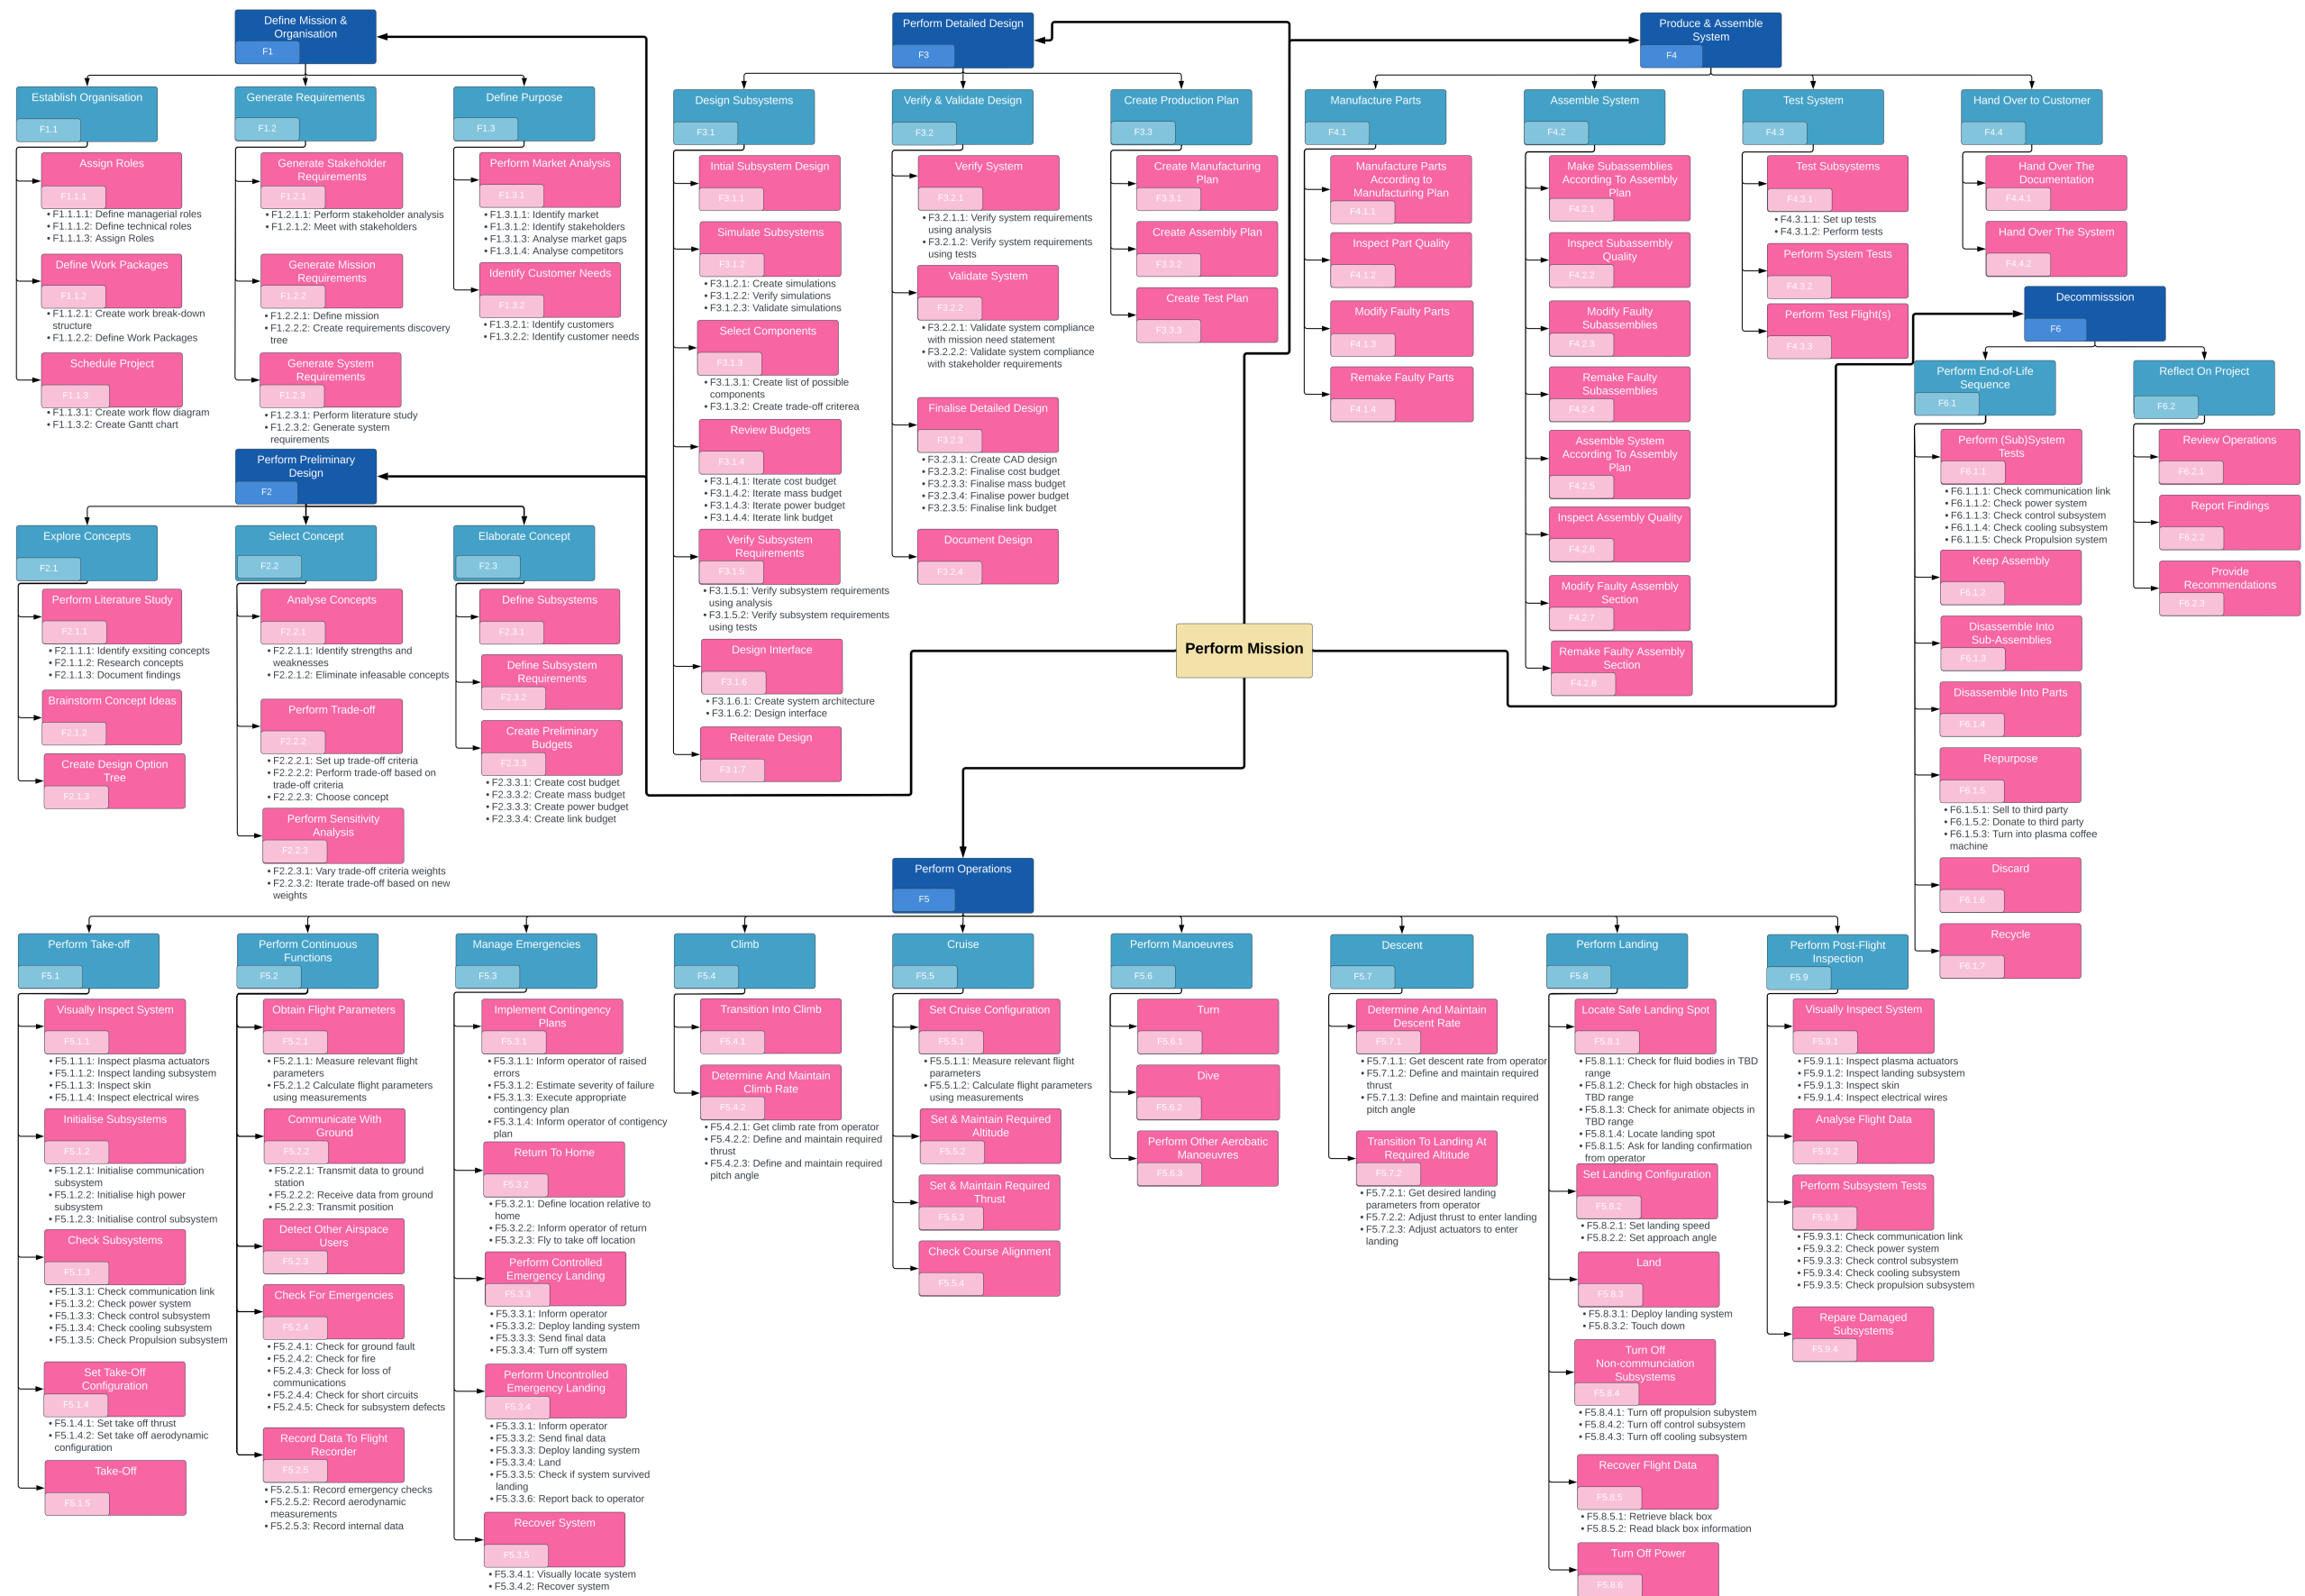 Define Mission &
Organisation
F1
Establish Organisation
F1.1
Assign Roles
F1.1.1
• F1.1.1.1: Define managerial roles
• F1.1.1.2: Define technical roles
• F1.1.1.3: Assign Roles
Define Work Packages
F1.1.2
• F1.1.2.1: Create work break-down
structure
• F1.1.2.2: Define Work Packages
Schedule Project
F1.1.3
• F1.1.3.1: Create work flow diagram
• F1.1.3.2: Create Gantt chart
Generate Requirements
F1.2
Generate Stakeholder
Requirements
F1.2.1
• F1.2.1.1: Perform stakeholder analysis
• F1.2.1.2: Meet with stakeholders
Generate Mission
Requirements
F1.2.2
• F1.2.2.1: Define mission
• F1.2.2.2: Create requirements discovery
tree
Generate System
Requirements
F1.2.3
• F1.2.3.1: Perform literature study
• F1.2.3.2: Generate system
requirements
Define Purpose
F1.3
Perform Market Analysis
F1.3.1
• F1.3.1.1: Identify market
• F1.3.1.2: Identify stakeholders
• F1.3.1.3: Analyse market gaps
• F1.3.1.4: Analyse competitors
Identify Customer Needs
F1.3.2
• F1.3.2.1: Identify customers
• F1.3.2.2: Identify customer needs
Perform Preliminary
Design
F2
Explore Concepts
F2.1
Perform Literature Study
F2.1.1
• F2.1.1.1: Identify exsiting concepts
• F2.1.1.2: Research concepts
• F2.1.1.3: Document findings
Brainstorm Concept Ideas
F2.1.2
Create Design Option
Tree
F2.1.3
Select Concept
F2.2
Analyse Concepts
F2.2.1
• F2.2.1.1: Identify strengths and
weaknesses
• F2.2.1.2: Eliminate infeasable concepts
Perform Trade-off
F2.2.2
• F2.2.2.1: Set up trade-off criteria
• F2.2.2.2: Perform trade-off based on
trade-off criteria
• F2.2.2.3: Choose concept
Perform Sensitivity
Analysis
F2.2.3
• F2.2.3.1: Vary trade-off criteria weights
• F2.2.3.2: Iterate trade-off based on new
weights
Elaborate Concept
F2.3
Define Subsystems
F2.3.1
Define Subsystem
Requirements
F2.3.2
Create Preliminary
Budgets
F2.3.3
• F2.3.3.1: Create cost budget
• F2.3.3.2: Create mass budget
• F2.3.3.3: Create power budget
• F2.3.3.4: Create link budget
Perform Detailed Design
F3
Design Subsystems
F3.1
Intial Subsystem Design
F3.1.1
Simulate Subsystems
F3.1.2
• F3.1.2.1: Create simulations
• F3.1.2.2: Verify simulations
• F3.1.2.3: Validate simulations
Select Components
F3.1.3
• F3.1.3.1: Create list of possible
components
• F3.1.3.2: Create trade-off criterea
Review Budgets
F3.1.4
• F3.1.4.1: Iterate cost budget
• F3.1.4.2: Iterate mass budget
• F3.1.4.3: Iterate power budget
• F3.1.4.4: Iterate link budget
Verify Subsystem
Requirements
F3.1.5
• F3.1.5.1: Verify subsystem requirements
using analysis
• F3.1.5.2: Verify subsystem requirements
using tests
Design Interface
F3.1.6
• F3.1.6.1: Create system architecture
• F3.1.6.2: Design interface
Reiterate Design
F3.1.7
Verify & Validate Design
F3.2
Verify System
F3.2.1
• F3.2.1.1: Verify system requirements
using analysis
• F3.2.1.2: Verify system requirements
using tests
Validate System
F3.2.2
• F3.2.2.1: Validate system compliance
with mission need statement
• F3.2.2.2: Validate system compliance
with stakeholder requirements
Finalise Detailed Design
F3.2.3
• F3.2.3.1: Create CAD design
• F3.2.3.2: Finalise cost budget
• F3.2.3.3: Finalise mass budget
• F3.2.3.4: Finalise power budget
• F3.2.3.5: Finalise link budget
Document Design
F3.2.4
Create Production Plan
F3.3
Create Manufacturing
Plan
F3.3.1
Create Assembly Plan
F3.3.2
Create Test Plan
F3.3.3
Produce & Assemble
System
F4
Manufacture Parts
F4.1
Manufacture Parts
According to
Manufacturing Plan
F4.1.1
Inspect Part Quality
F4.1.2
Modify Faulty Parts
F4.1.3
Remake Faulty Parts
F4.1.4
Assemble System
F4.2
Make Subassemblies
According To Assembly
Plan
F4.2.1
Inspect Subassembly
Quality
F4.2.2
Modify Faulty
Subassemblies
F4.2.3
Remake Faulty
Subassemblies
F4.2.4
Assemble System
According To Assembly
Plan
F4.2.5
Inspect Assembly Quality
F4.2.6
Modify Faulty Assembly
Section
F4.2.7
Remake Faulty Assembly
Section
F4.2.8
Test System
F4.3
Test Subsystems
F4.3.1
• F4.3.1.1: Set up tests
• F4.3.1.2: Perform tests
Perform System Tests
F4.3.2
Perform Test Flight(s)
F4.3.3
Hand Over to Customer
F4.4
Hand Over The
Documentation
F4.4.1
Hand Over The System
F4.4.2
Decommisssion
F6
Perform End-of-Life
Sequence
F6.1
Perform (Sub)System
Tests
F6.1.1
• F6.1.1.1: Check communication link
• F6.1.1.2: Check power system
• F6.1.1.3: Check control subsystem
• F6.1.1.4: Check cooling subsystem
• F6.1.1.5: Check Propulsion system
Keep Assembly
F6.1.2
Disassemble Into
Sub-Assemblies
F6.1.3
Disassemble Into Parts
F6.1.4
Repurpose
F6.1.5
• F6.1.5.1: Sell to third party
• F6.1.5.2: Donate to third party
• F6.1.5.3: Turn into plasma coffee
machine
Discard
F6.1.6
Recycle
F6.1.7
Reflect On Project
F6.2
Review Operations
F6.2.1
Report Findings
F6.2.2
Provide
Recommendations
F6.2.3
Perform Mission
Perform Operations
F5
Perform Take-off
F5.1
Visually Inspect System
F5.1.1
• F5.1.1.1: Inspect plasma actuators
• F5.1.1.2: Inspect landing subsystem
• F5.1.1.3: Inspect skin
• F5.1.1.4: Inspect electrical wires
Initialise Subsystems
F5.1.2
• F5.1.2.1: Initialise communication
subsystem
• F5.1.2.2: Initialise high power
subsystem
• F5.1.2.3: Initialise control subsystem
Check Subsystems
F5.1.3
• F5.1.3.1: Check communication link
• F5.1.3.2: Check power system
• F5.1.3.3: Check control subsystem
• F5.1.3.4: Check cooling subsystem
• F5.1.3.5: Check Propulsion subsystem
Set Take-Off
Configuration
F5.1.4
• F5.1.4.1: Set take off thrust
• F5.1.4.2: Set take off aerodynamic
configuration
Take-Off
F5.1.5
Perform Continuous
Functions
F5.2
Obtain Flight Parameters
F5.2.1
• F5.2.1.1: Measure relevant flight
parameters
• F5.2.1.2 Calculate flight parameters
using measurements
Communicate With
Ground
F5.2.2
• F5.2.2.1: Transmit data to ground
station
• F5.2.2.2: Receive data from ground
• F5.2.2.3: Transmit position
Detect Other Airspace
Users
F5.2.3
Check For Emergencies
F5.2.4
• F5.2.4.1: Check for ground fault
• F5.2.4.2: Check for fire
• F5.2.4.3: Check for loss of
communications
• F5.2.4.4: Check for short circuits
• F5.2.4.5: Check for subsystem defects
Record Data To Flight
Recorder
F5.2.5
• F5.2.5.1: Record emergency checks
• F5.2.5.2: Record aerodynamic
measurements
• F5.2.5.3: Record internal data
Manage Emergencies
F5.3
Implement Contingency
Plans
F5.3.1
• F5.3.1.1: Inform operator of raised
errors
• F5.3.1.2: Estimate severity of failure
• F5.3.1.3: Execute appropriate
contingency plan
• F5.3.1.4: Inform operator of contigency
plan
Return To Home
F5.3.2
• F5.3.2.1: Define location relative to
home
• F5.3.2.2: Inform operator of return
• F5.3.2.3: Fly to take off location
Perform Controlled
Emergency Landing
F5.3.3
• F5.3.3.1: Inform operator
• F5.3.3.2: Deploy landing system
• F5.3.3.3: Send final data
• F5.3.3.4: Turn off system
Perform Uncontrolled
Emergency Landing
F5.3.4
• F5.3.3.1: Inform operator
• F5.3.3.2: Send final data
• F5.3.3.3: Deploy landing system
• F5.3.3.4: Land
• F5.3.3.5: Check if system survived
landing
• F5.3.3.6: Report back to operator
Recover System
F5.3.5
• F5.3.4.1: Visually locate system
• F5.3.4.2: Recover system
Climb
F5.4
Transition Into Climb
F5.4.1
Determine And Maintain
Climb Rate
F5.4.2
• F5.4.2.1: Get climb rate from operator
• F5.4.2.2: Define and maintain required
thrust
• F5.4.2.3: Define and maintain required
pitch angle
Cruise
F5.5
Set Cruise Configuration
F5.5.1
• F5.5.1.1: Measure relevant flight
parameters
• F5.5.1.2: Calculate flight parameters
using measurements
Set & Maintain Required
Altitude
F5.5.2
Set & Maintain Required
Thrust
F5.5.3
Check Course Alignment
F5.5.4
Perform Manoeuvres
F5.6
Turn
F5.6.1
Dive
F5.6.2
Perform Other Aerobatic
Manoeuvres
F5.6.3
Descent
F5.7
Determine And Maintain
Descent Rate
F5.7.1
• F5.7.1.1: Get descent rate from operator
• F5.7.1.2: Define and maintain required
thrust
• F5.7.1.3: Define and maintain required
pitch angle
Transition To Landing At
Required Altitude
F5.7.2
• F5.7.2.1: Get desired landing
parameters from operator
• F5.7.2.2: Adjust thrust to enter landing
• F5.7.2.3: Adjust actuators to enter
landing
Perform Landing
F5.8
Locate Safe Landing Spot
F5.8.1
• F5.8.1.1: Check for fluid bodies in TBD
range
• F5.8.1.2: Check for high obstacles in
TBD range
• F5.8.1.3: Check for animate objects in
TBD range
• F5.8.1.4: Locate landing spot
• F5.8.1.5: Ask for landing confirmation
from operator
Set Landing Configuration
F5.8.2
• F5.8.2.1: Set landing speed
• F5.8.2.2: Set approach angle
Land
F5.8.3
• F5.8.3.1: Deploy landing system
• F5.8.3.2: Touch down
Turn Off
Non-communciation
Subsystems
F5.8.4
• F5.8.4.1: Turn off propulsion subystem
• F5.8.4.2: Turn off control subsystem
• F5.8.4.3: Turn off cooling subsystem
Recover Flight Data
F5.8.5
• F5.8.5.1: Retrieve black box
• F5.8.5.2: Read black box information
Turn Off Power
F5.8.6
Perform Post-Flight
Inspection
F5.9
Visually Inspect System
F5.9.1
• F5.9.1.1: Inspect plasma actuators
• F5.9.1.2: Inspect landing subsystem
• F5.9.1.3: Inspect skin
• F5.9.1.4: Inspect electrical wires
Analyse Flight Data
F5.9.2
Perform Subsystem Tests
F5.9.3
• F5.9.3.1: Check communication link
• F5.9.3.2: Check power system
• F5.9.3.3: Check control subsystem
• F5.9.3.4: Check cooling subsystem
• F5.9.3.5: Check propulsion subsystem
Repare Damaged
Subsystems
F5.9.4